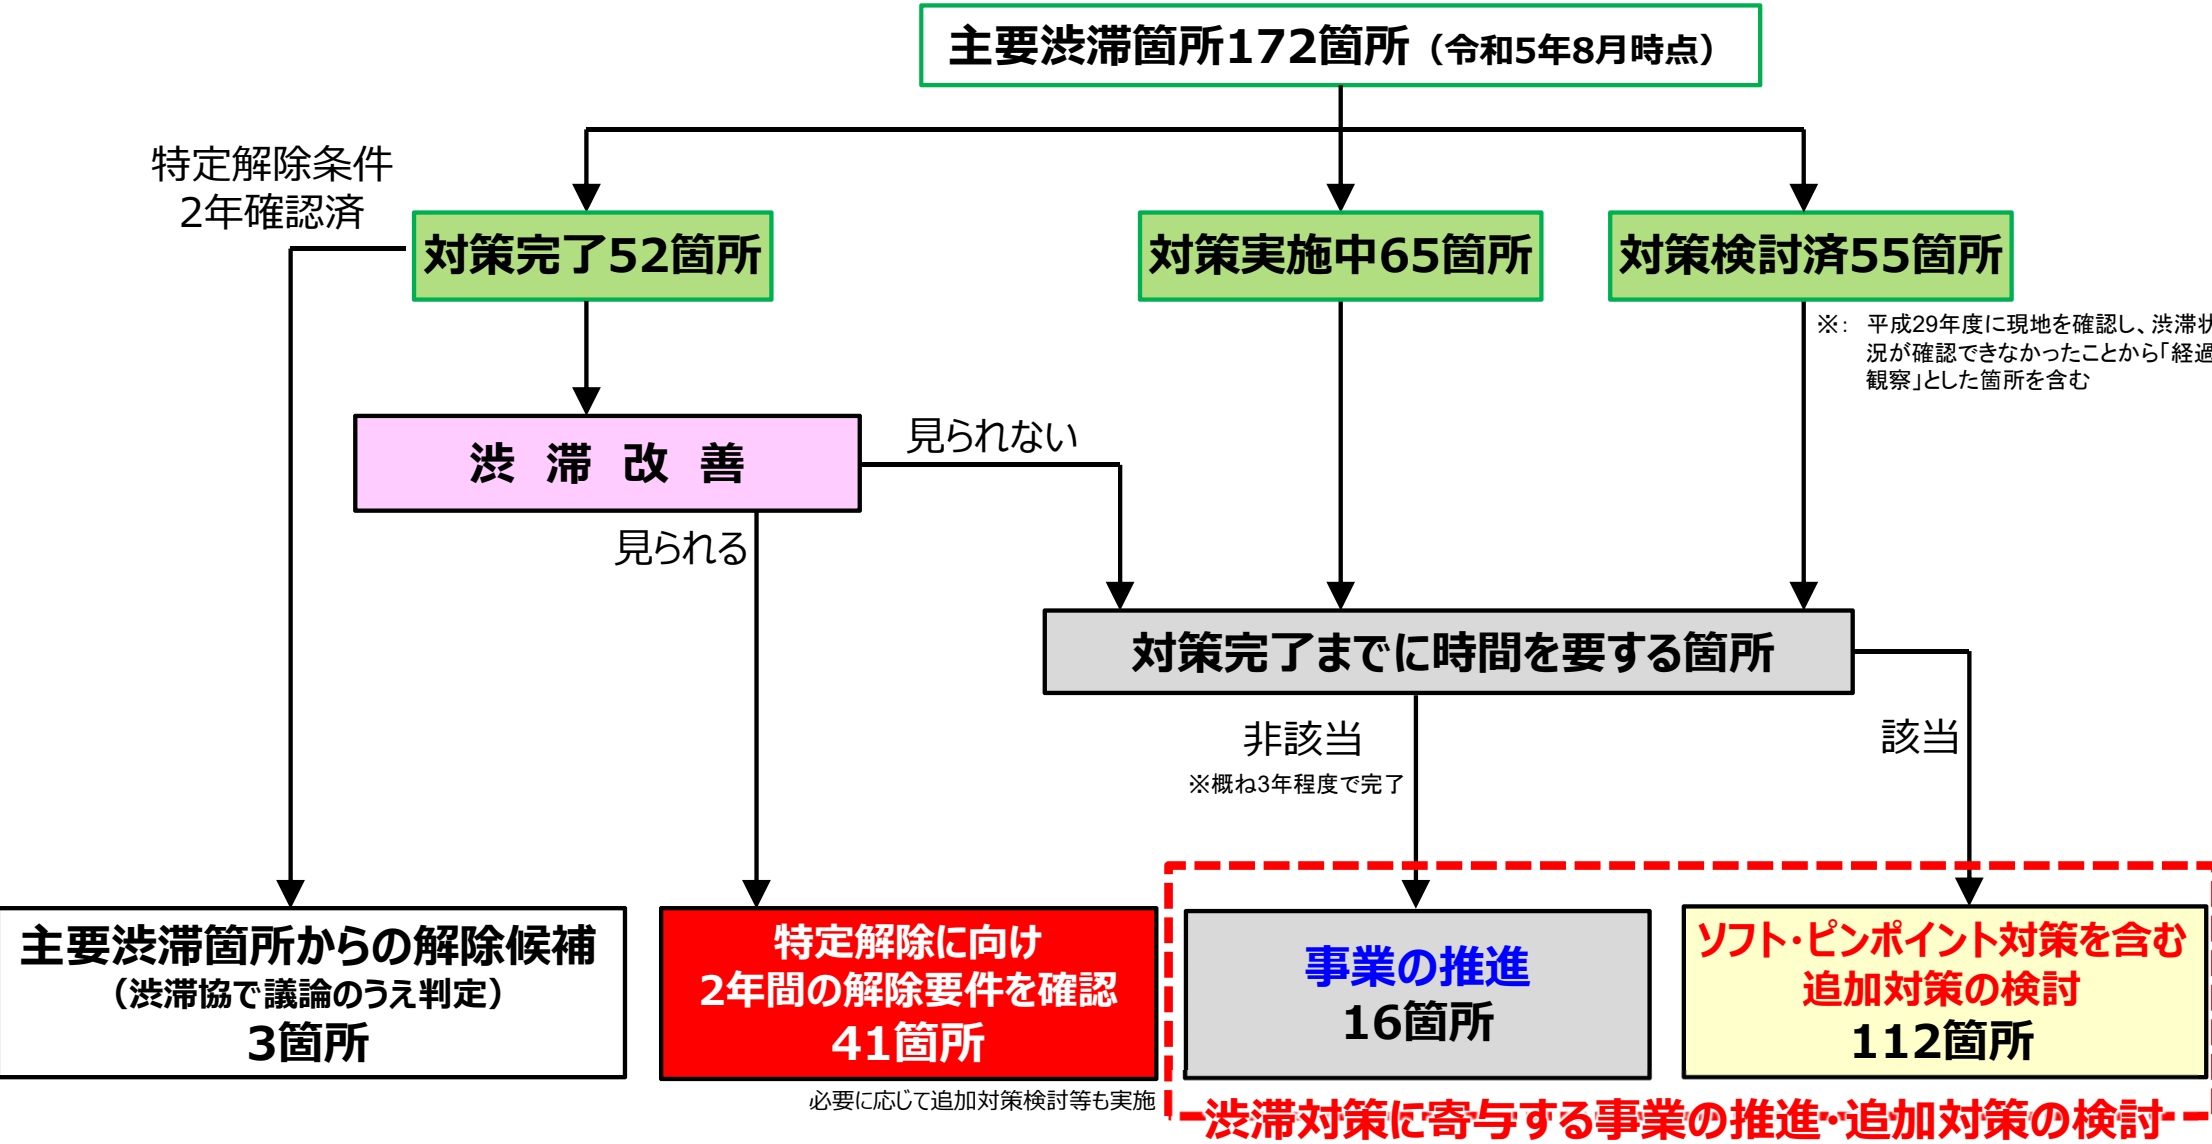 主要渋滞箇所172箇所（令和5年8月時点）
特定解除条件
2年確認済
対策完了52箇所
対策実施中65箇所
対策検討済55箇所
※： 平成29年度に現地を確認し、渋滞状
況が確認できなかったことから「経過
観察」とした箇所を含む
渋 滞 改 善
見られない
見られる
対策完了までに時間を要する箇所
非該当
※概ね3年程度で完了
該当
主要渋滞箇所からの解除候補
（渋滞協で議論のうえ判定）
3箇所
特定解除に向け
2年間の解除要件を確認
41箇所
必要に応じて追加対策検討等も実施
事業の推進
16箇所
ソフト・ピンポイント対策を含む
追加対策の検討
112箇所
渋滞対策に寄与する事業の推進・追加対策の検討